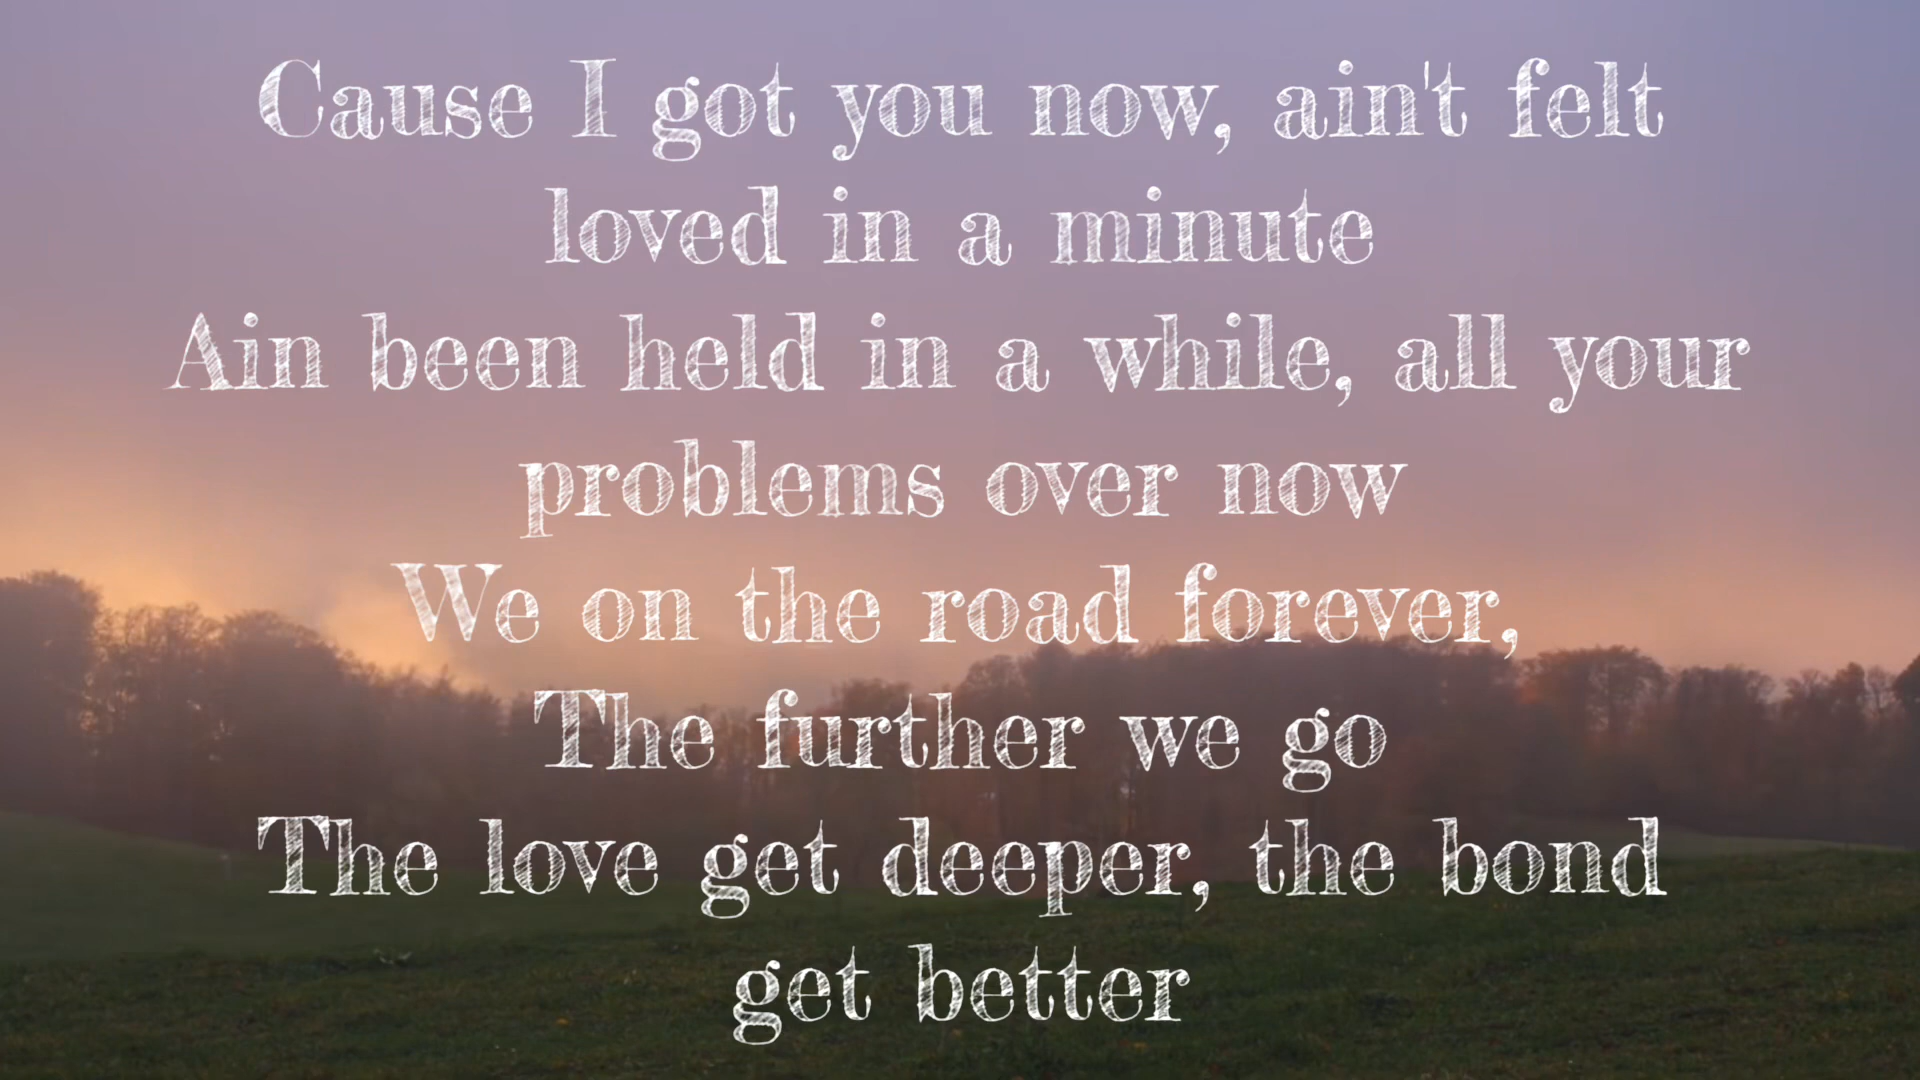 Cause I got you now, ain't felt
loved in a minute
Ain been held in a while, all your
problems over now
We on the road forever,
The further we go
The love get deeper, the bond
get better